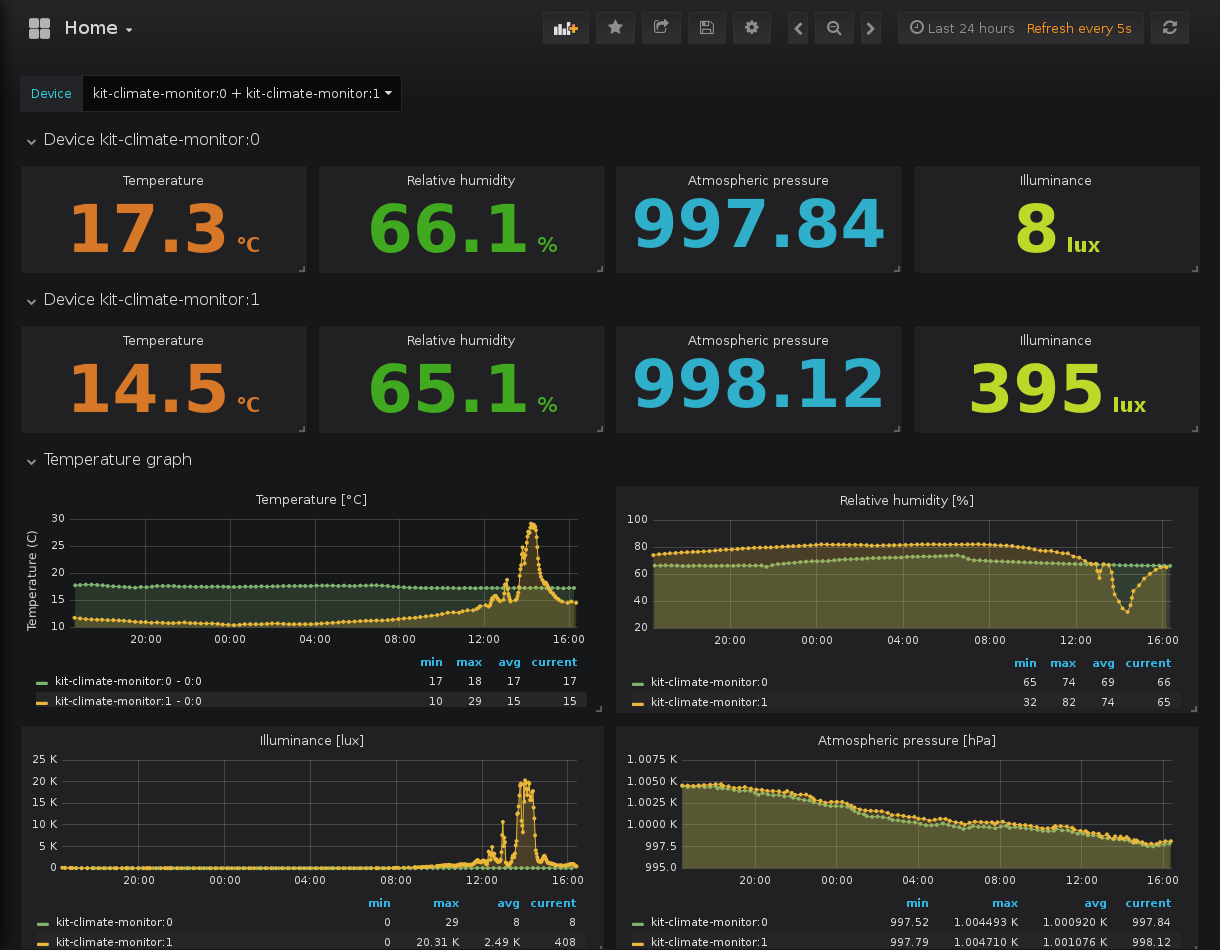 Home
Last 24 hours Refresh every 5s
Device kit-climate-monitor:0 + kit-climate-monitor:1
Device kit-climate-monitor:0
Temperature Relative humidity Atmospheric pressure Illuminance
17.3 °C 66.1 % 997.84 8 lux
Device kit-climate-monitor:1
Temperature Relative humidity Atmospheric pressure Illuminance
14.5 °C 65.1 % 998.12 395 lux
Temperature graph
Temperature [°C]
Temperature (C)
30
25
20
15
10
20:00 00:00 04:00 08:00 12:00 16:00
min max avg current
kit-climate-monitor:0 - 0:0 17 18 17 17
kit-climate-monitor:1 - 0:0 10 29 15 15
Relative humidity [%]
100
80
60
40
20
20:00 00:00 04:00 08:00 12:00 16:00
min max avg current
kit-climate-monitor:0 65 74 69 66
kit-climate-monitor:1 32 82 74 65
Illuminance [lux]
25 K
20 K
15 K
10 K
5 K
0
20:00 00:00 04:00 08:00 12:00 16:00
min max avg current
kit-climate-monitor:0 0 29 8 8
kit-climate-monitor:1 0 20.31 K 2.49 K 408
Atmospheric pressure [hPa]
1.0075 K
1.0050 K
1.0025 K
1.0000 K
997.5
995.0
20:00 00:00 04:00 08:00 12:00 16:00
min max avg current
kit-climate-monitor:0 997.52 1.004493 K 1.000920 K 997.84
kit-climate-monitor:1 997.79 1.004710 K 1.001076 K 998.12